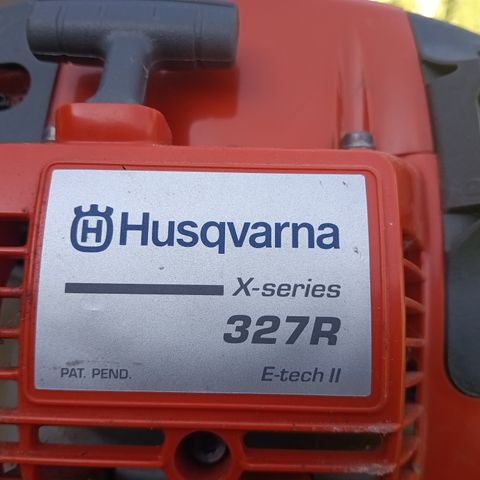 H Husqvarna
X-series
327R
PAT. PEND. E-tech II